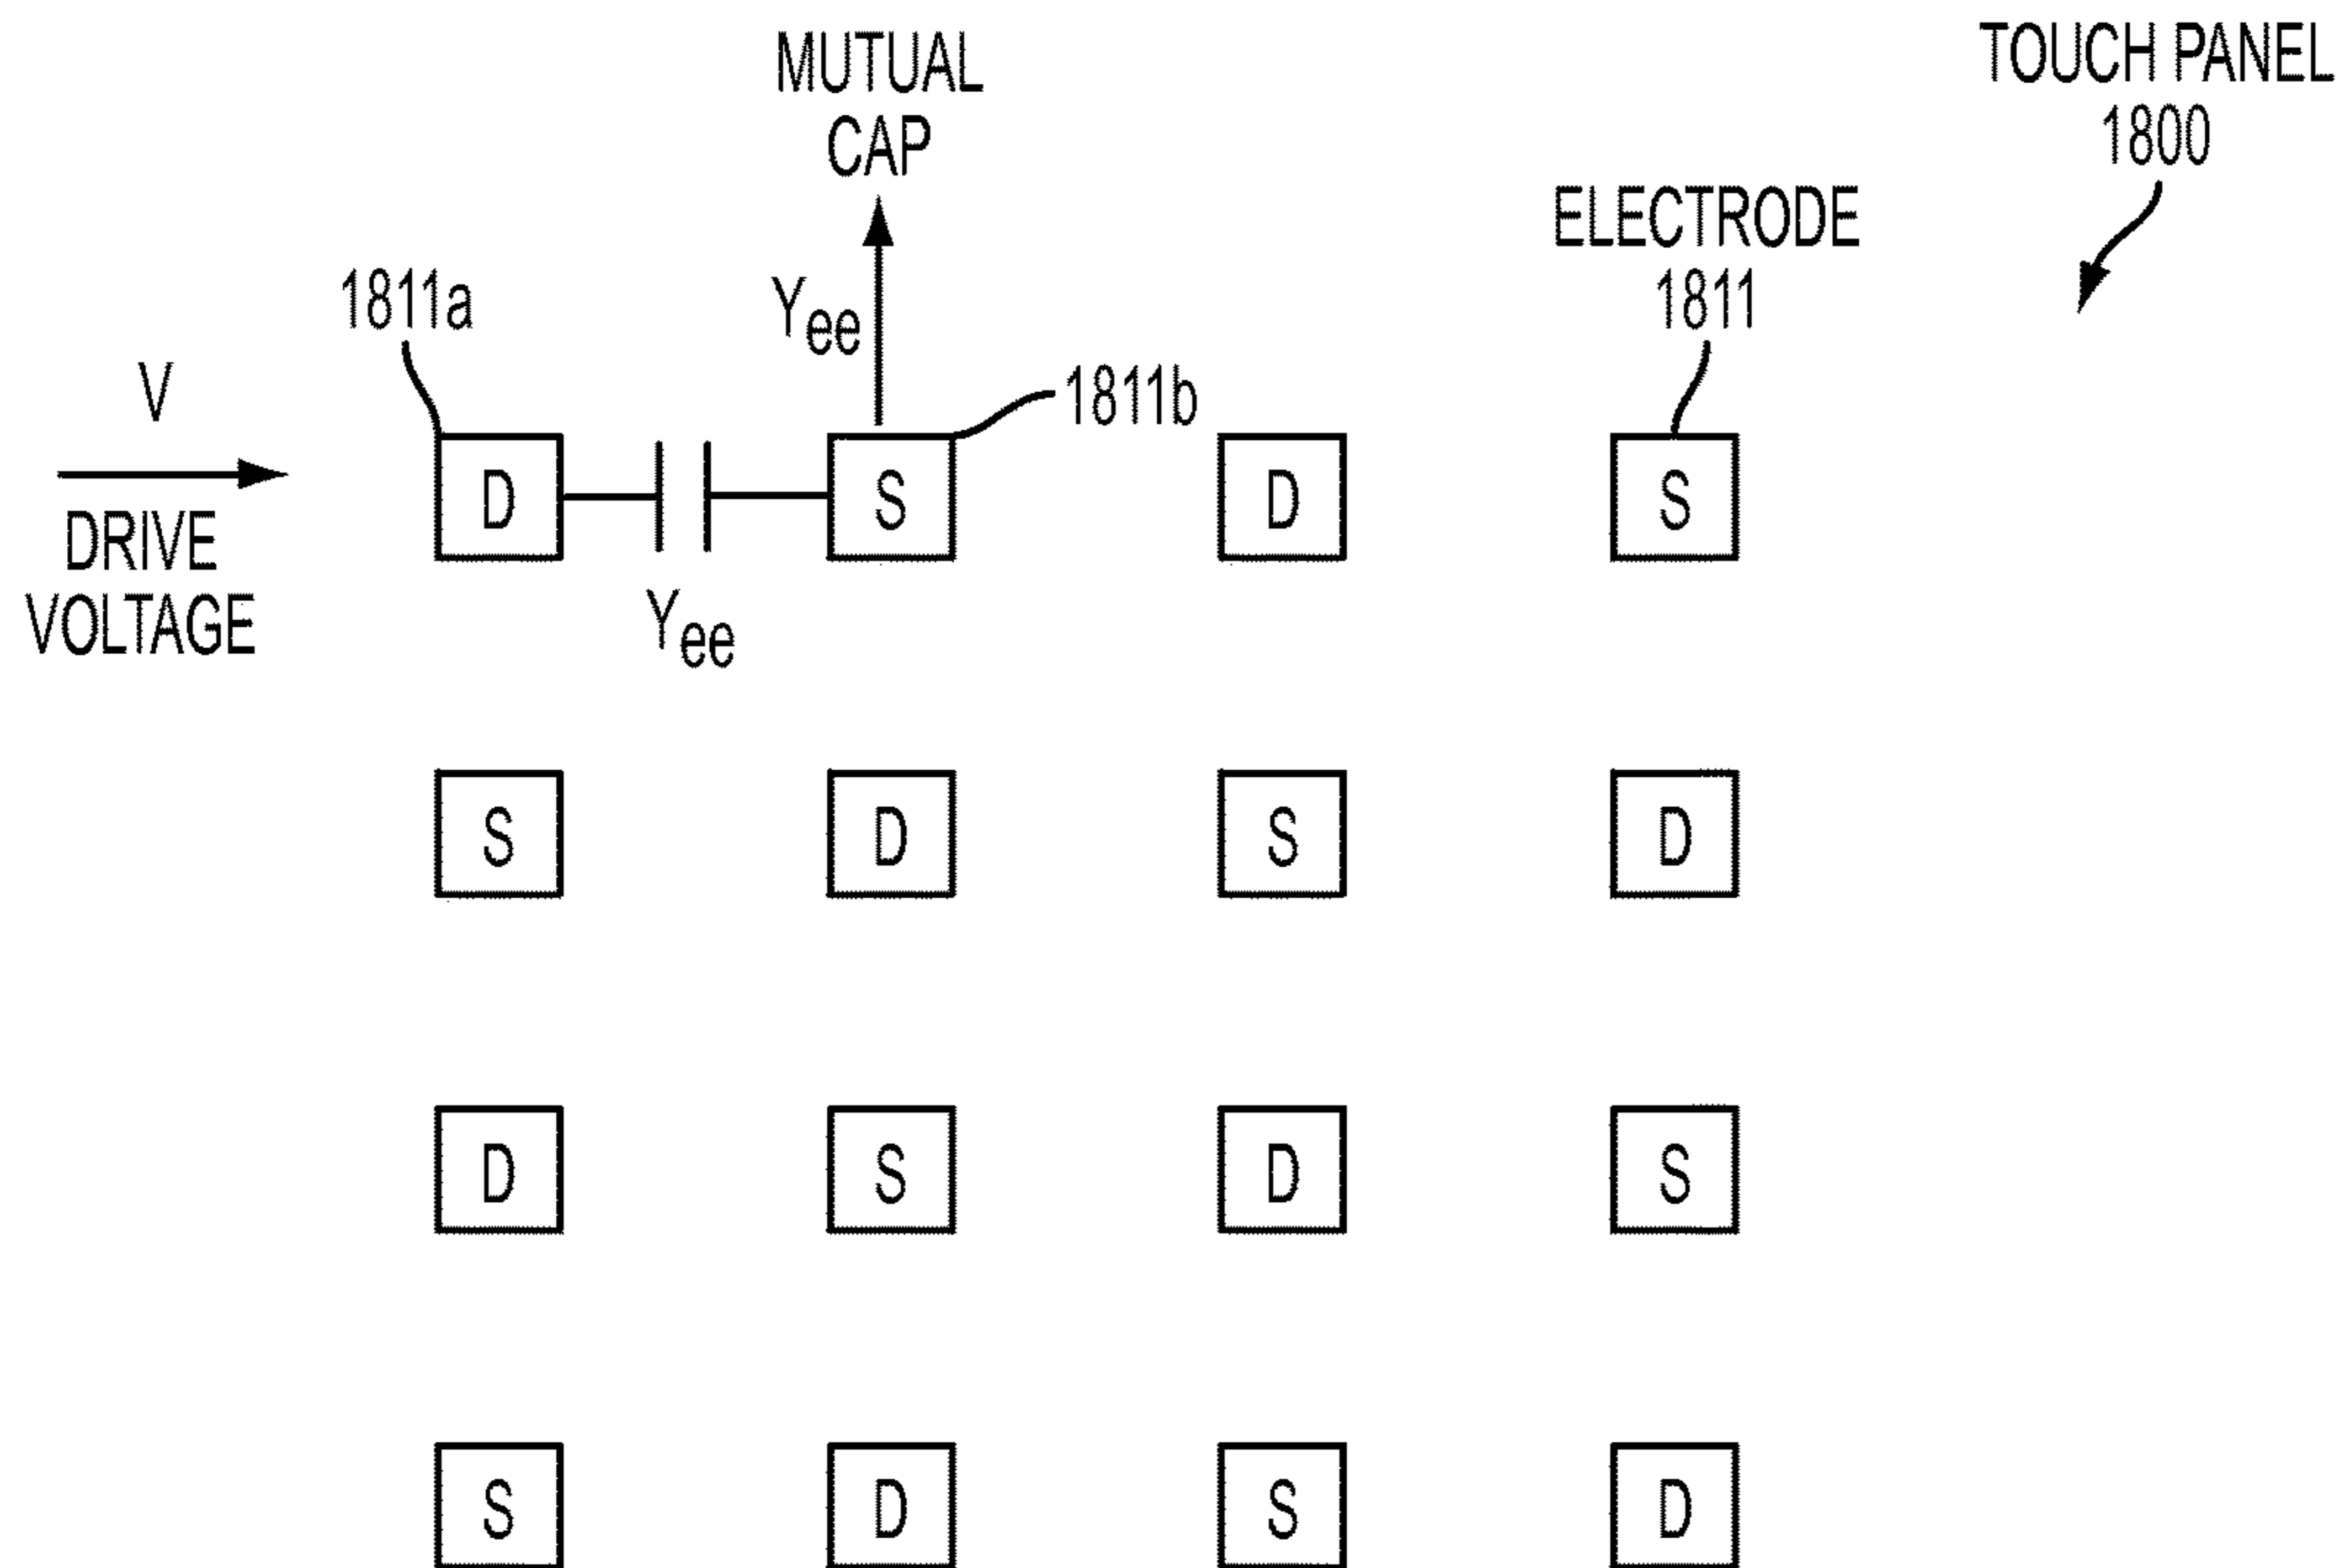 MUTUAL
CAP
TOUCH PANEL
1800
ELECTRODE
1811
1811a
Yee
1811b
V
DRIVE
VOLTAGE
D
S
D
S
Yee
S
D
S
D
D
S
D
S
S
D
S
D